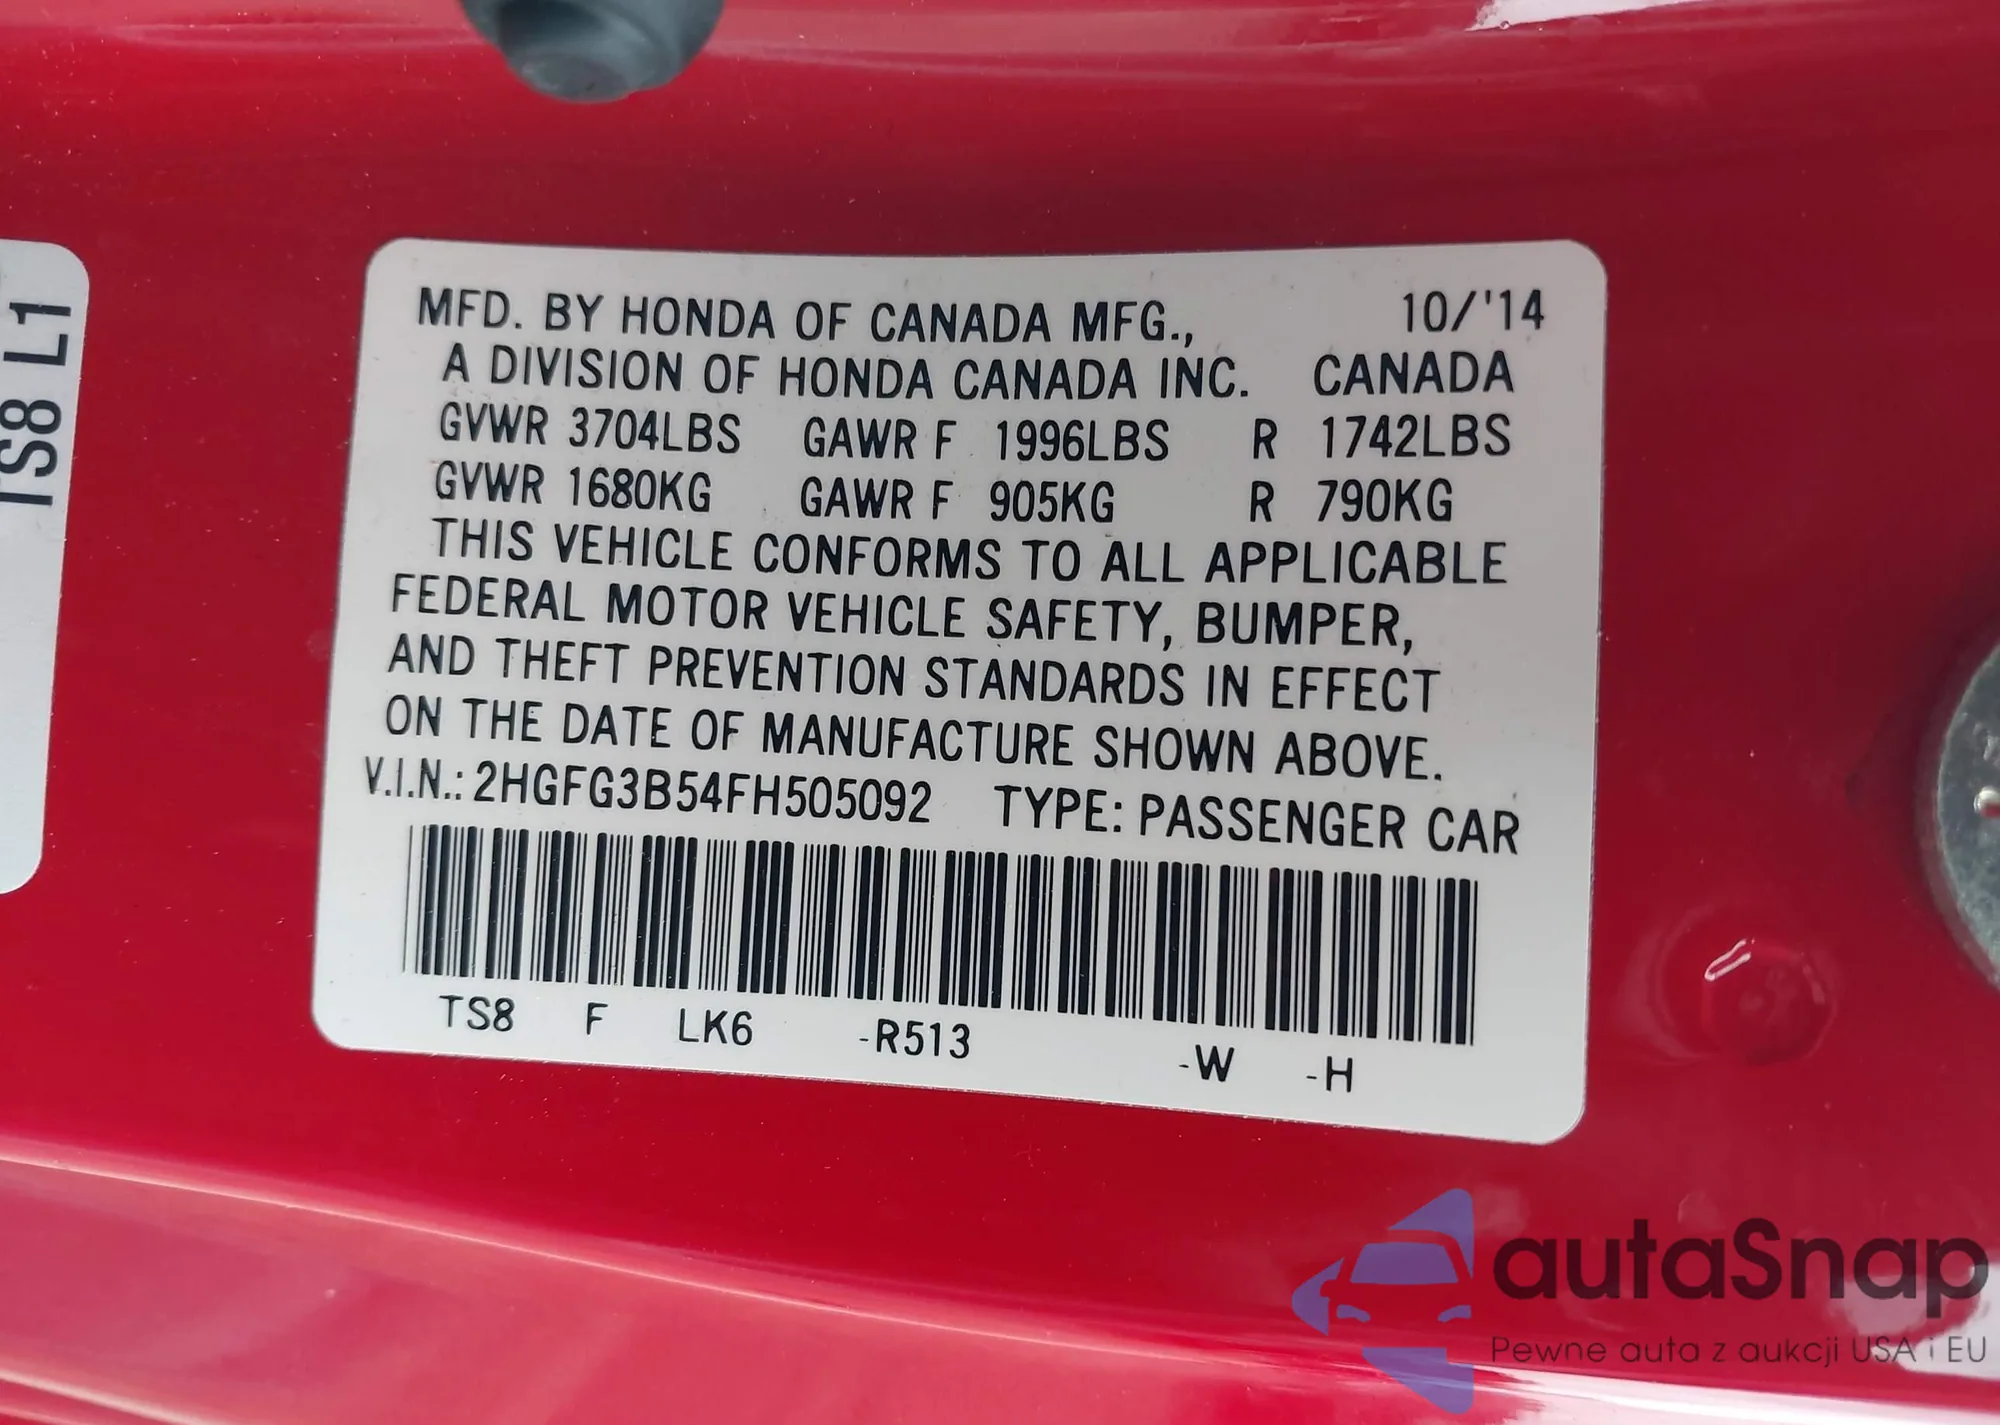 MFD. BY HONDA OF CANADA MFG., 10/'14
A DIVISION OF HONDA CANADA INC. CANADA
GVWR 3704LBS GAWR F 1996LBS R 1742LBS
GVWR 1680KG GAWR F 905KG R 790KG
THIS VEHICLE CONFORMS TO ALL APPLICABLE
FEDERAL MOTOR VEHICLE SAFETY, BUMPER,
AND THEFT PREVENTION STANDARDS IN EFFECT
ON THE DATE OF MANUFACTURE SHOWN ABOVE.
V.I.N.: 2HGFG3B54FH505092 TYPE: PASSENGER CAR
TS8 F LK6 -R513 -W -H
TS8 L1
autaSnap
Pewne auta z aukcji USA i EU